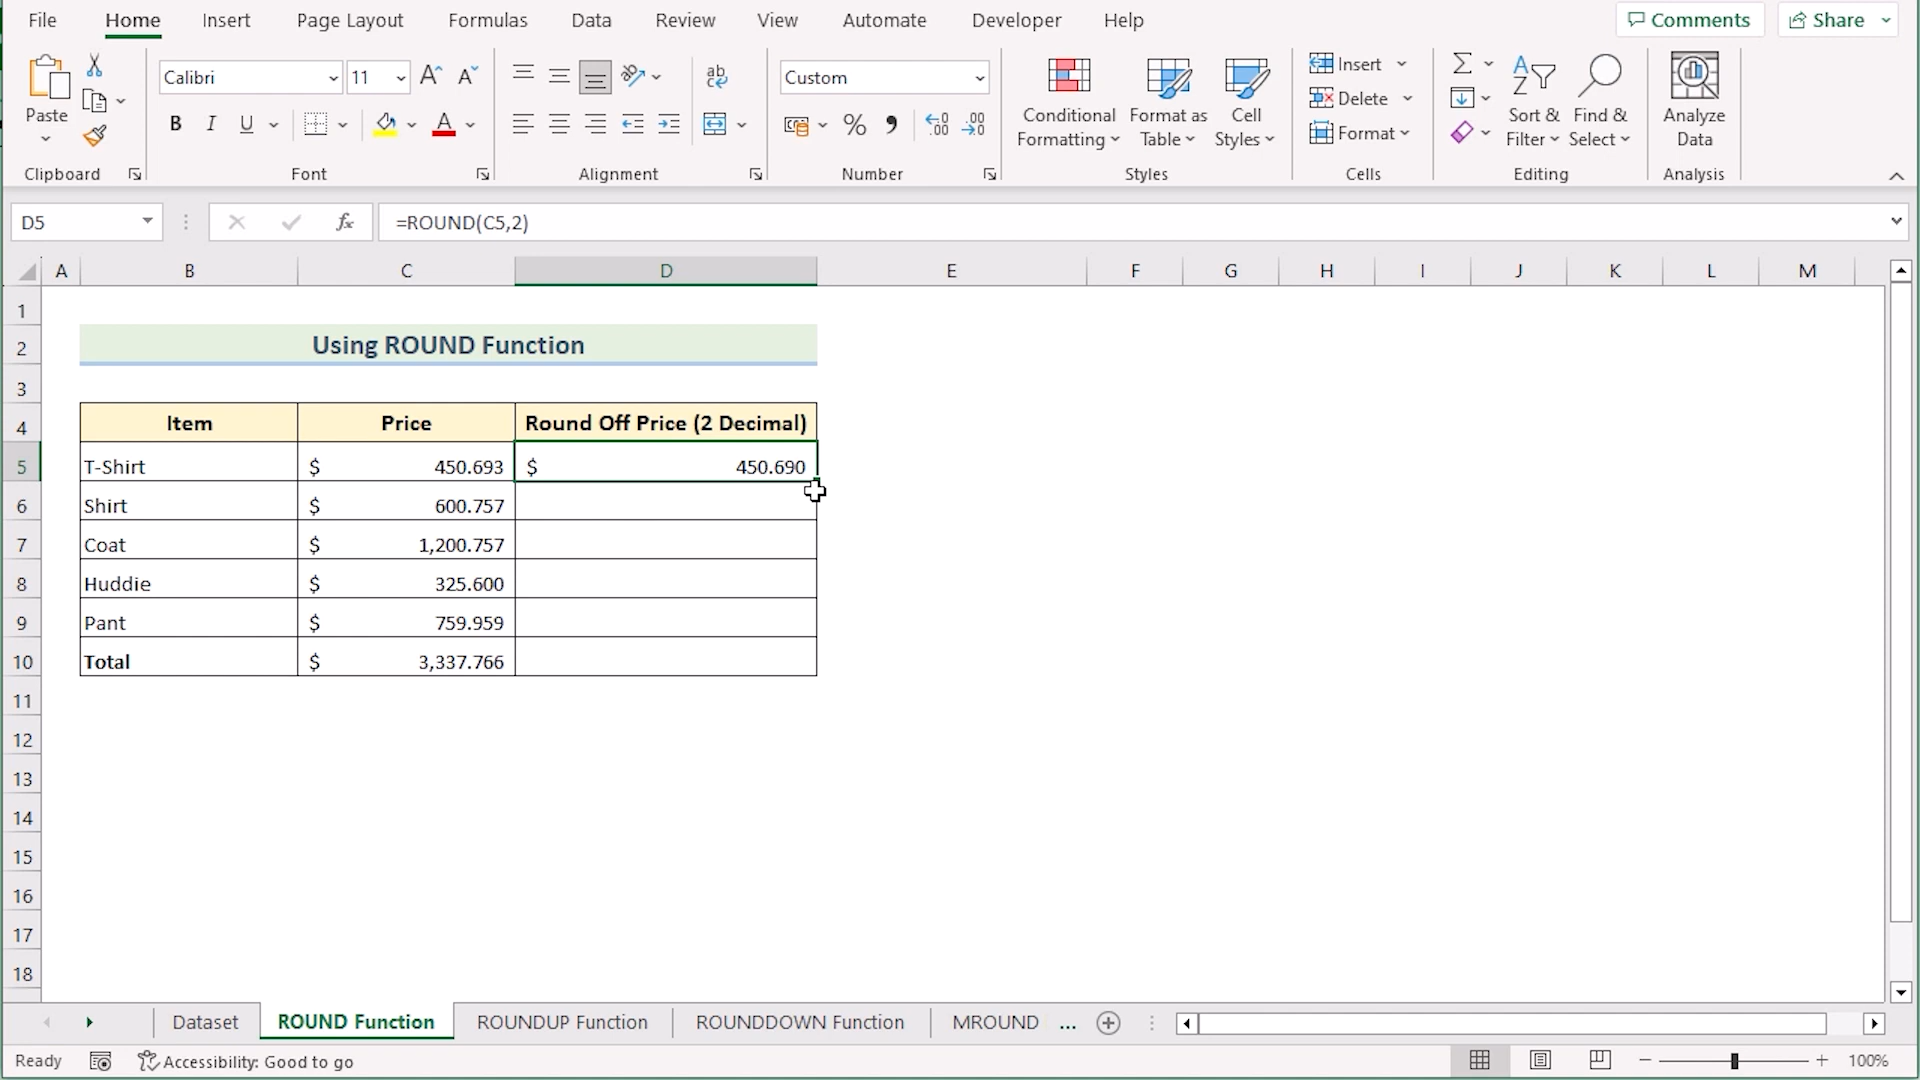 File Home Insert Page Layout Formulas Data Review View Automate Developer Help Comments Share
Calibri 11 A A ab Custom Insert
Paste Conditional Format as Cell Delete Sort & Find & Analyze
B I U A % , Formatting Table Styles Format Filter Select Data
Clipboard Font Alignment Number Styles Cells Editing Analysis
D5 fx =ROUND(C5,2)
A B C D E F G H I J K L M
1
2 Using ROUND Function
3
4 Item Price Round Off Price (2 Decimal)
5 T-Shirt $ 450.693 $ 450.690
6 Shirt $ 600.757
7 Coat $ 1,200.757
8 Huddie $ 325.600
9 Pant $ 759.959
10 Total $ 3,337.766
11
12
13
14
15
16
17
18
Dataset ROUND Function ROUNDUP Function ROUNDDOWN Function MROUND ...
Ready Accessibility: Good to go 100%